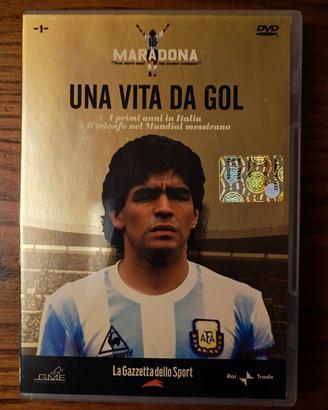 -1-
DVD
MARADONA
UNA VITA DA GOL
I primi anni in Italia
e il trionfo nel Mundial messicano
AFA
GME
La Gazzetta dello Sport
Rai Trade